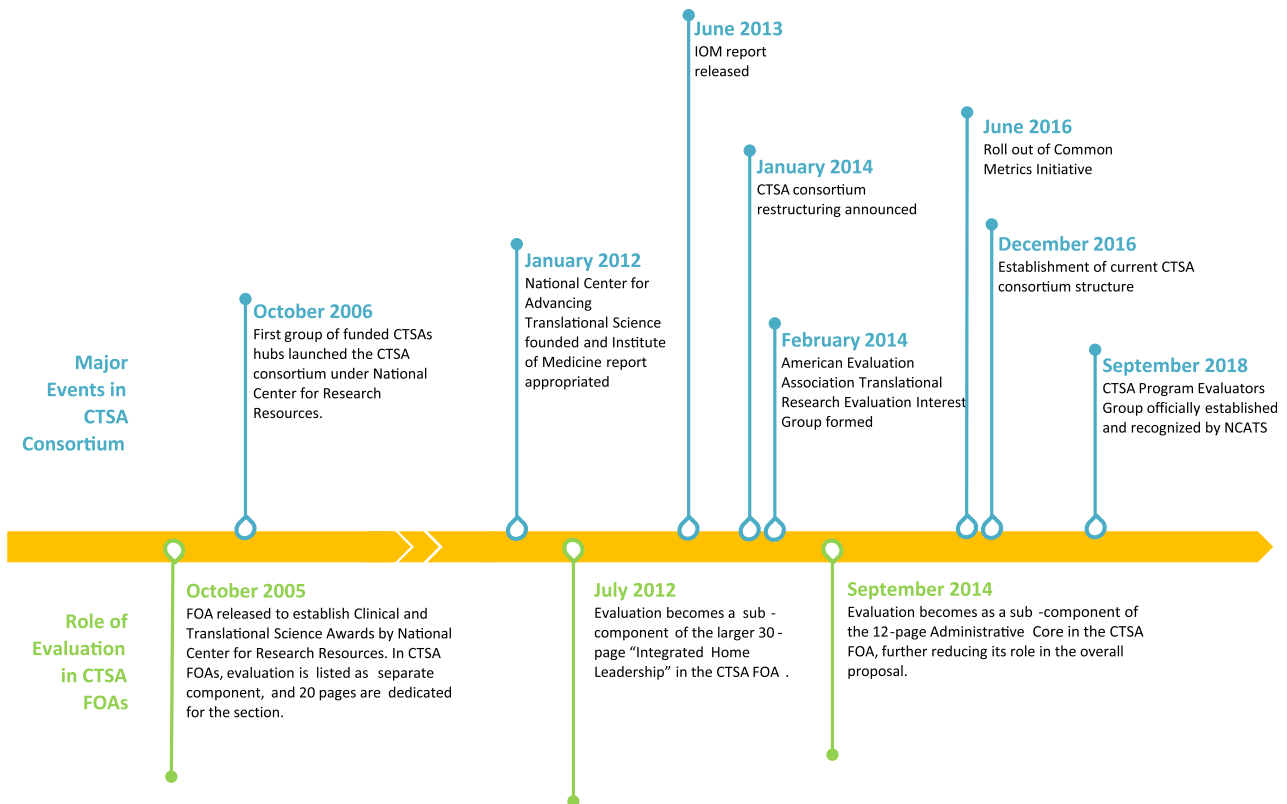 June 2013
IOM report
released
June 2016
Roll out of Common
Metrics Initiative
January 2014
CTSA consortium
restructuring announced
December 2016
Establishment of current CTSA
consortium structure
January 2012
National Center for
Advancing
Translational Science
founded and Institute
of Medicine report
appropriated
October 2006
First group of funded CTSAs
hubs launched the CTSA
consortium under National
Center for Research
Resources.
February 2014
American Evaluation
Association Translational
Research Evaluation Interest
Group formed
September 2018
CTSA Program Evaluators
Group officially established
and recognized by NCATS
Major
Events in
CTSA
Consortium
Role of
Evaluation
in CTSA
FOAs
October 2005
FOA released to establish Clinical and
Translational Science Awards by National
Center for Research Resources. In CTSA
FOAs, evaluation is listed as separate
component, and 20 pages are dedicated
for the section.
July 2012
Evaluation becomes a sub -
component of the larger 30 -
page “Integrated Home
Leadership” in the CTSA FOA .
September 2014
Evaluation becomes as a sub -component of
the 12-page Administrative Core in the CTSA
FOA, further reducing its role in the overall
proposal.